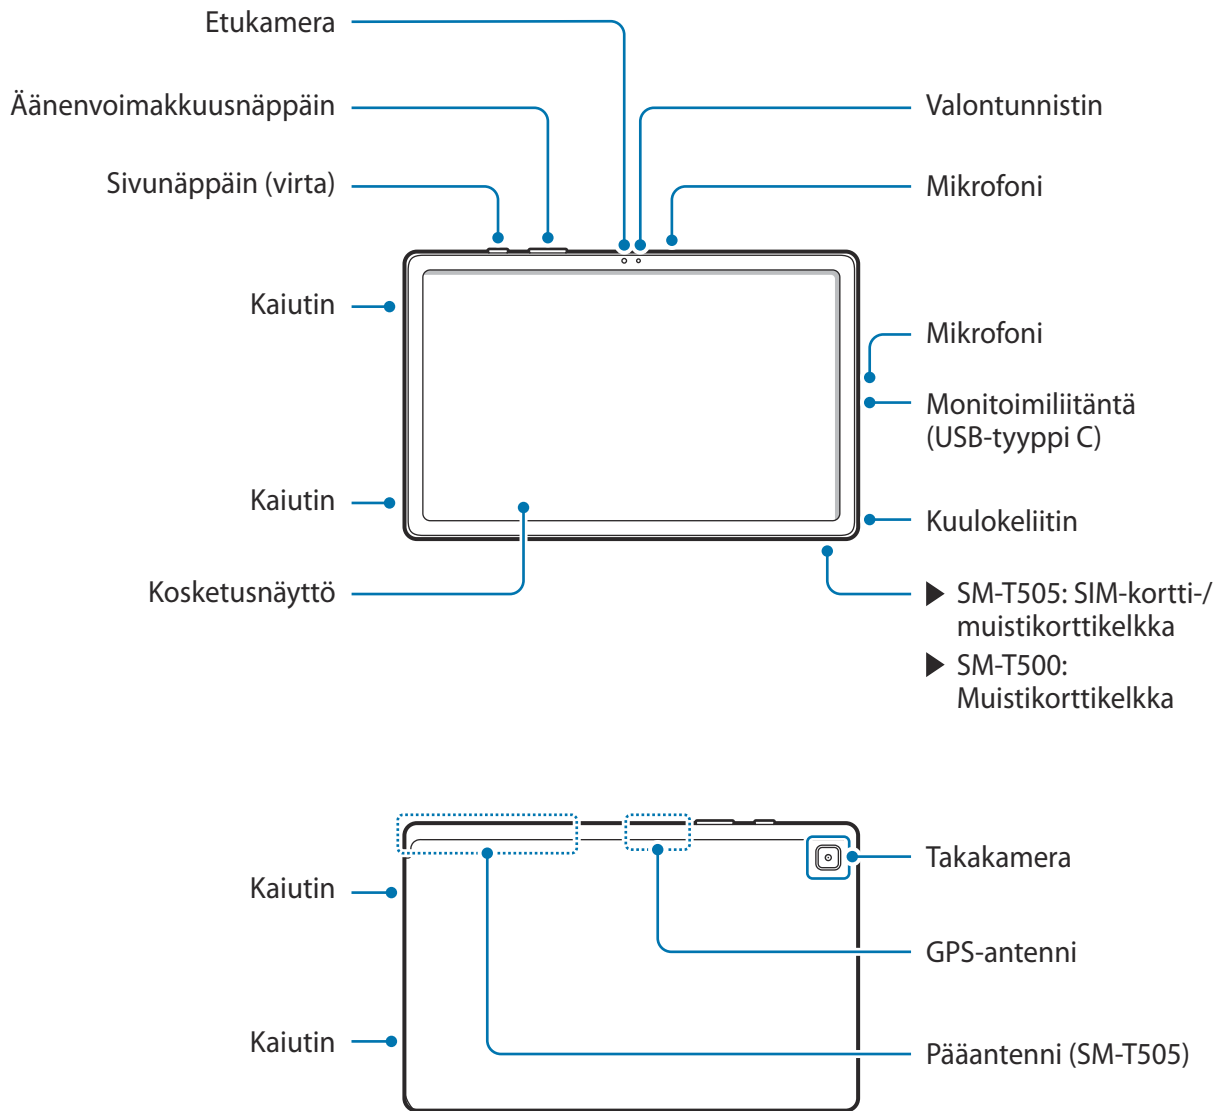 Etukamera
Äänenvoimakkuusnäppäin
Valontunnistin
Sivunäppäin (virta)
Mikrofoni
Kaiutin
Mikrofoni
Monitoimiliitäntä
(USB-tyyppi C)
Kaiutin
Kuulokeliitin
Kosketusnäyttö
SM-T505: SIM-kortti-/
muistikorttikelkka
SM-T500:
Muistikorttikelkka
Takakamera
Kaiutin
GPS-antenni
Kaiutin
Pääantenni (SM-T505)